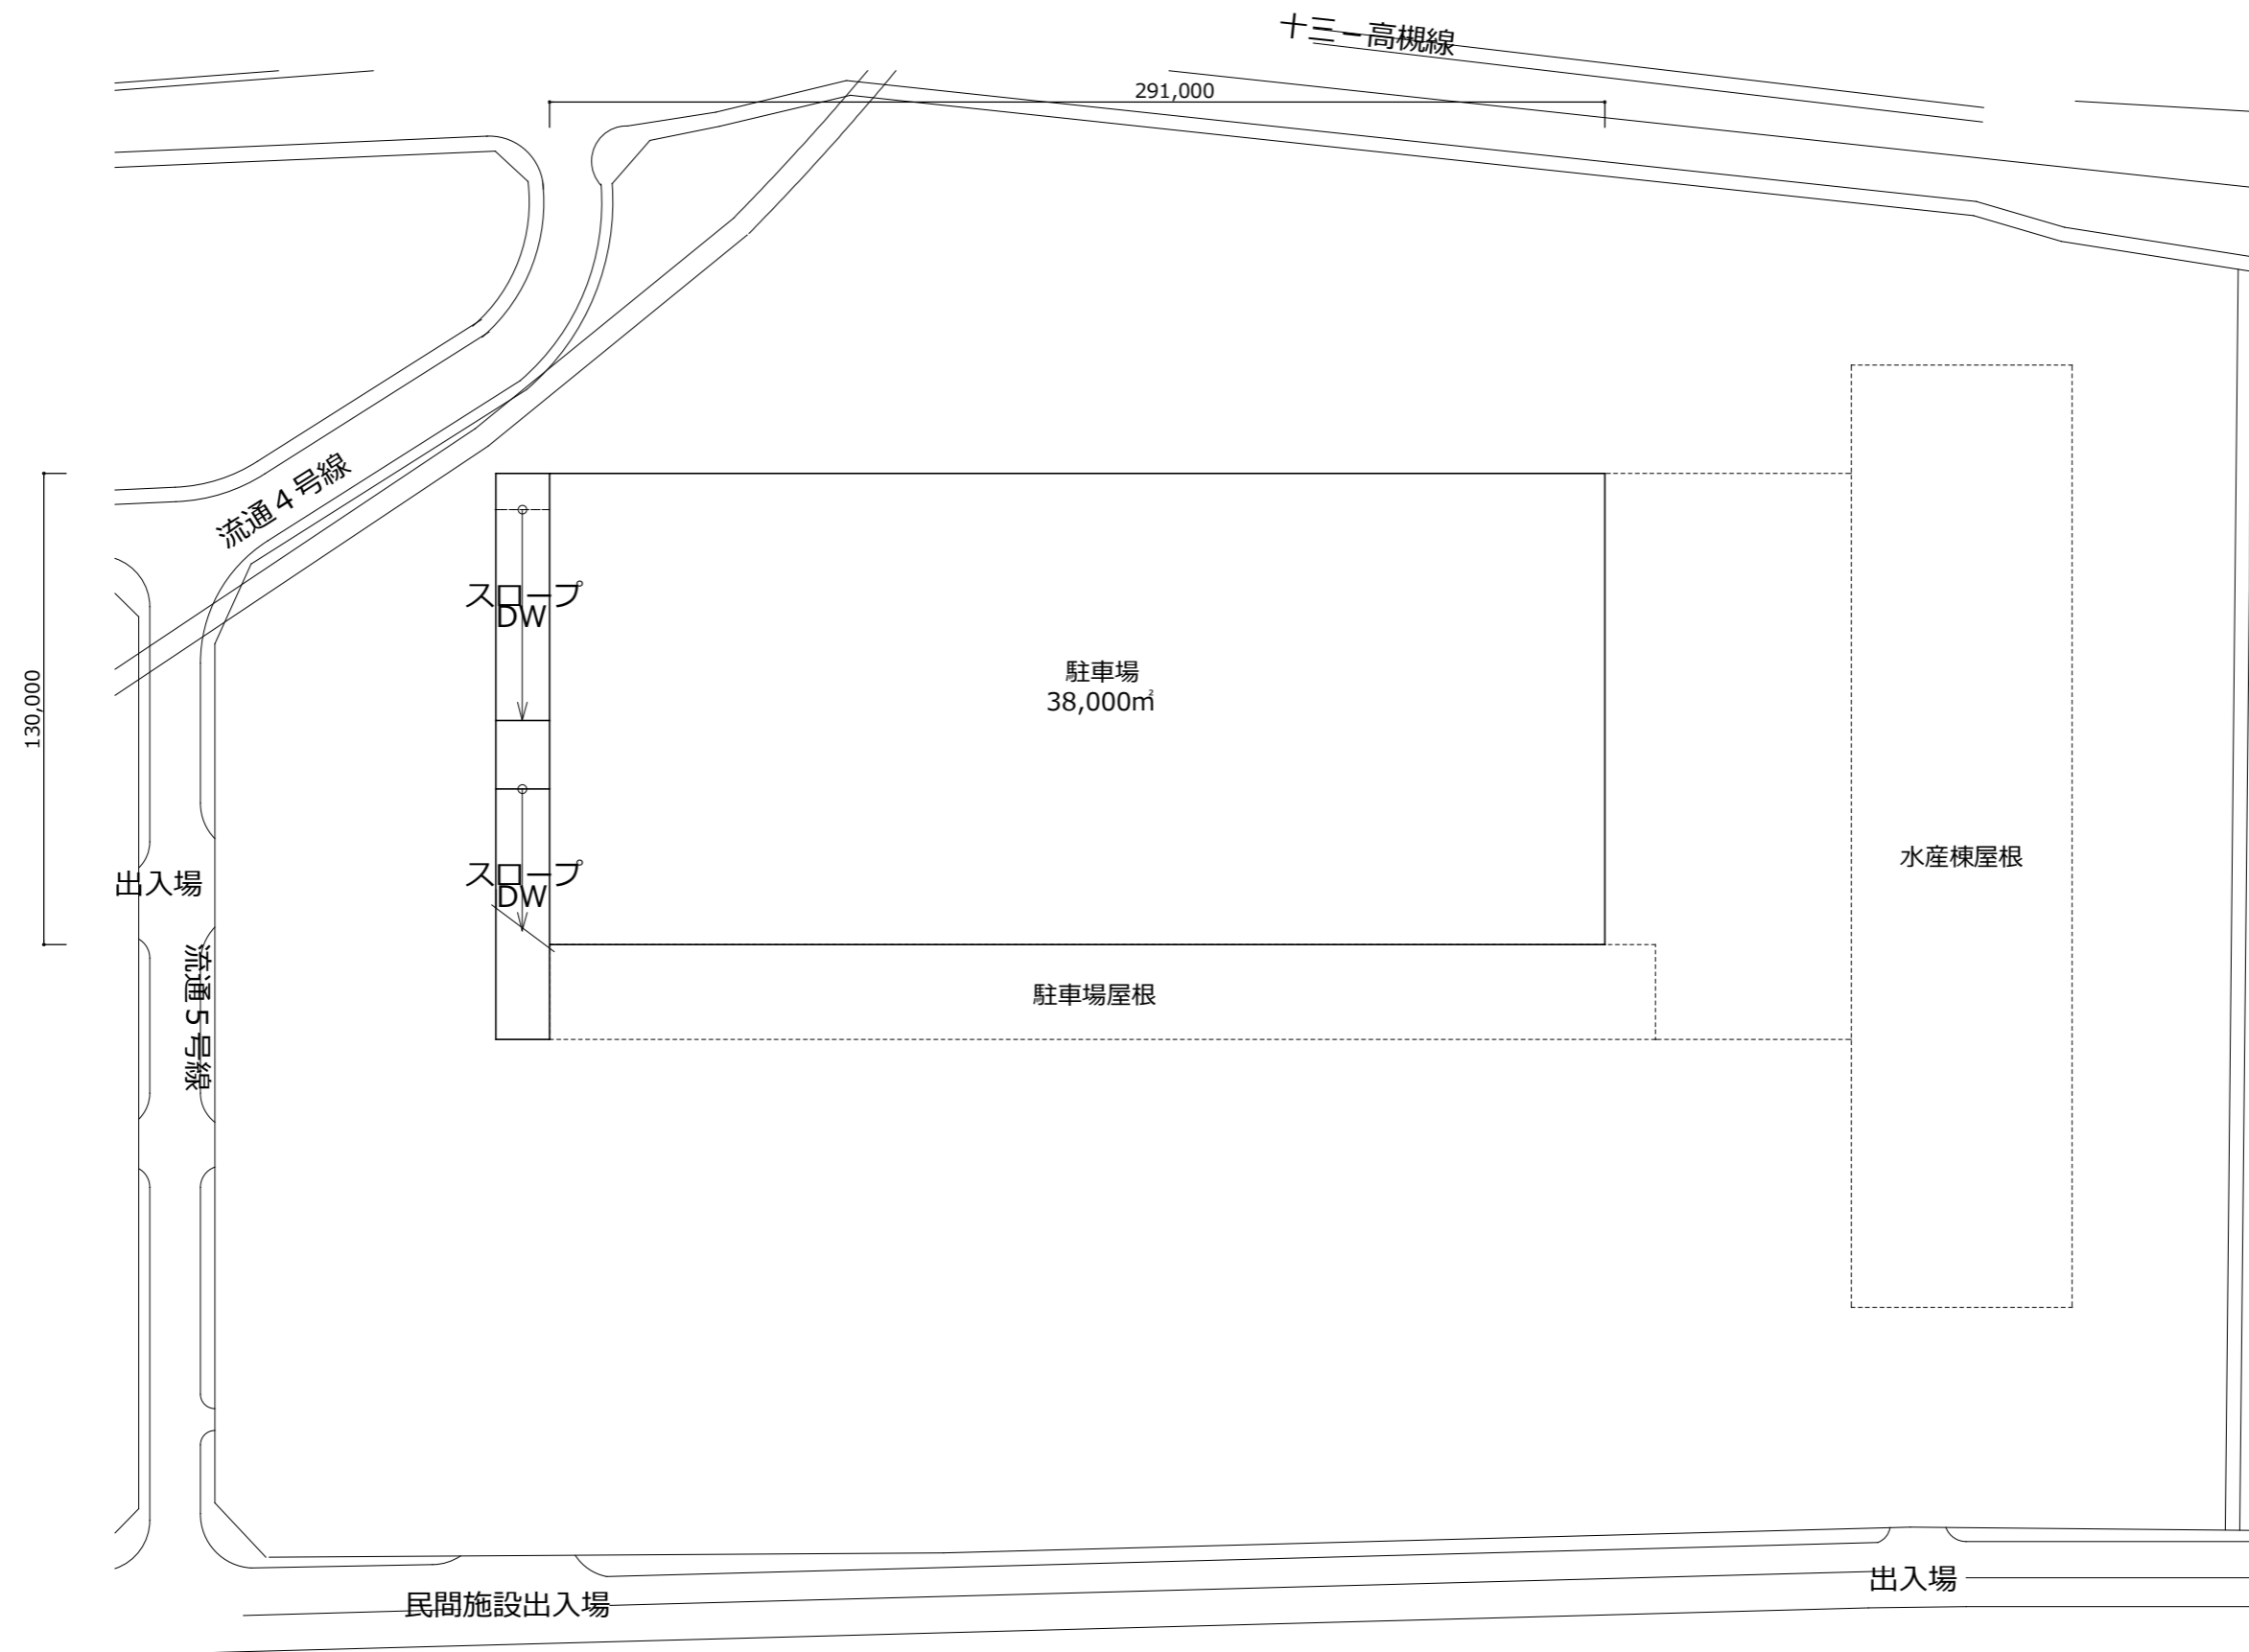 十三ー高槻線
291,000
流通４号線
スロープ
DW
130,000
駐車場
38,000㎡
水産棟屋根
スロープ
DW
出入場
流通５号線
駐車場屋根
出入場
民間施設出入場